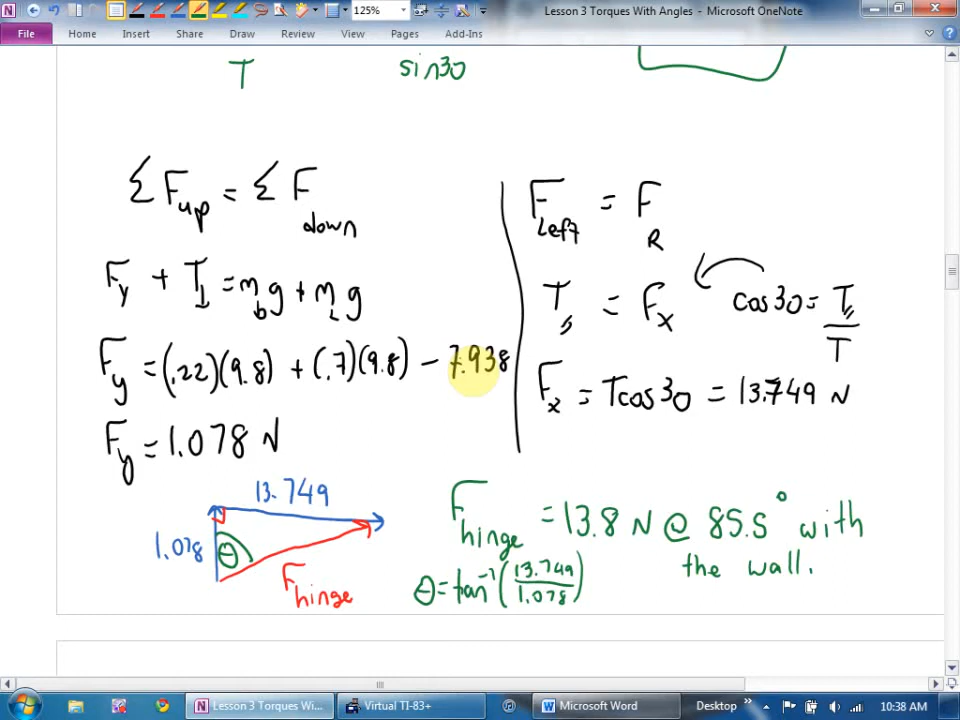 Lesson 3 Torques With Angles - Microsoft OneNote
125%
File Home Insert Share Draw Review View Pages Add-Ins
T sin30
ΣF_up = ΣF_down
F_y + T_⊥ = m_b g + m_L g
F_y = (.22)(9.8) + (.7)(9.8) - 7.938
F_y = 1.078 N
F_Left = F_R
T_// = F_x
cos30 = T_// / T
F_x = Tcos30 = 13.749 N
13.749
1.078
θ
F_hinge
F_hinge = 13.8 N @ 85.5° with the wall.
θ = tan⁻¹(13.749/1.078)
Lesson 3 Torques Wi...
Virtual TI-83+
Microsoft Word
Desktop
10:38 AM